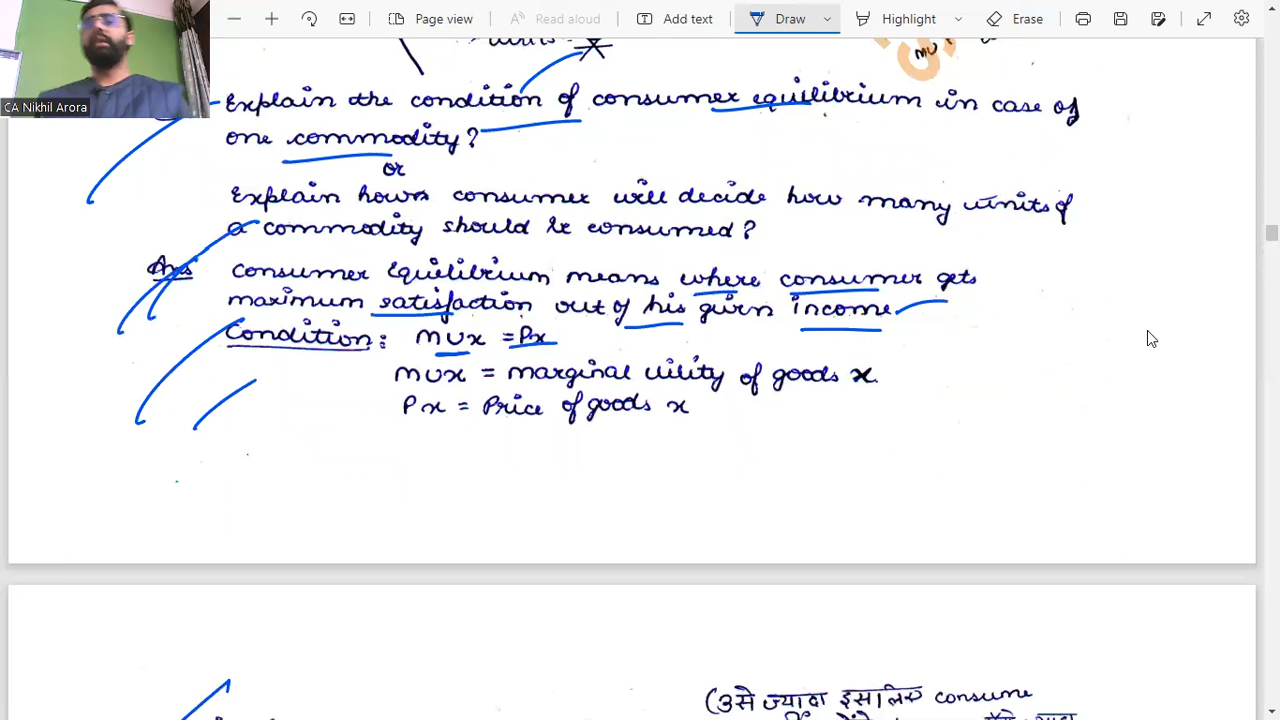 Page view
Read aloud
Add text
Draw
Highlight
Erase
CA Nikhil Arora
MU
Explain the condition of consumer equilibrium in case of
one commodity?
or
Explain how consumer will decide how many units of
a commodity should be consumed?
Ans consumer Equilibrium means where consumer gets
maximum satisfaction out of his given income
Condition: MUx = Px
MUx = marginal uility of goods x.
Px = Price of goods x
(उसे ज्यादा इसलिए consume